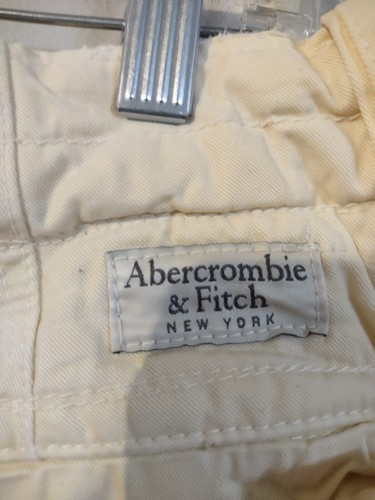 Abercrombie
& Fitch
NEW YORK